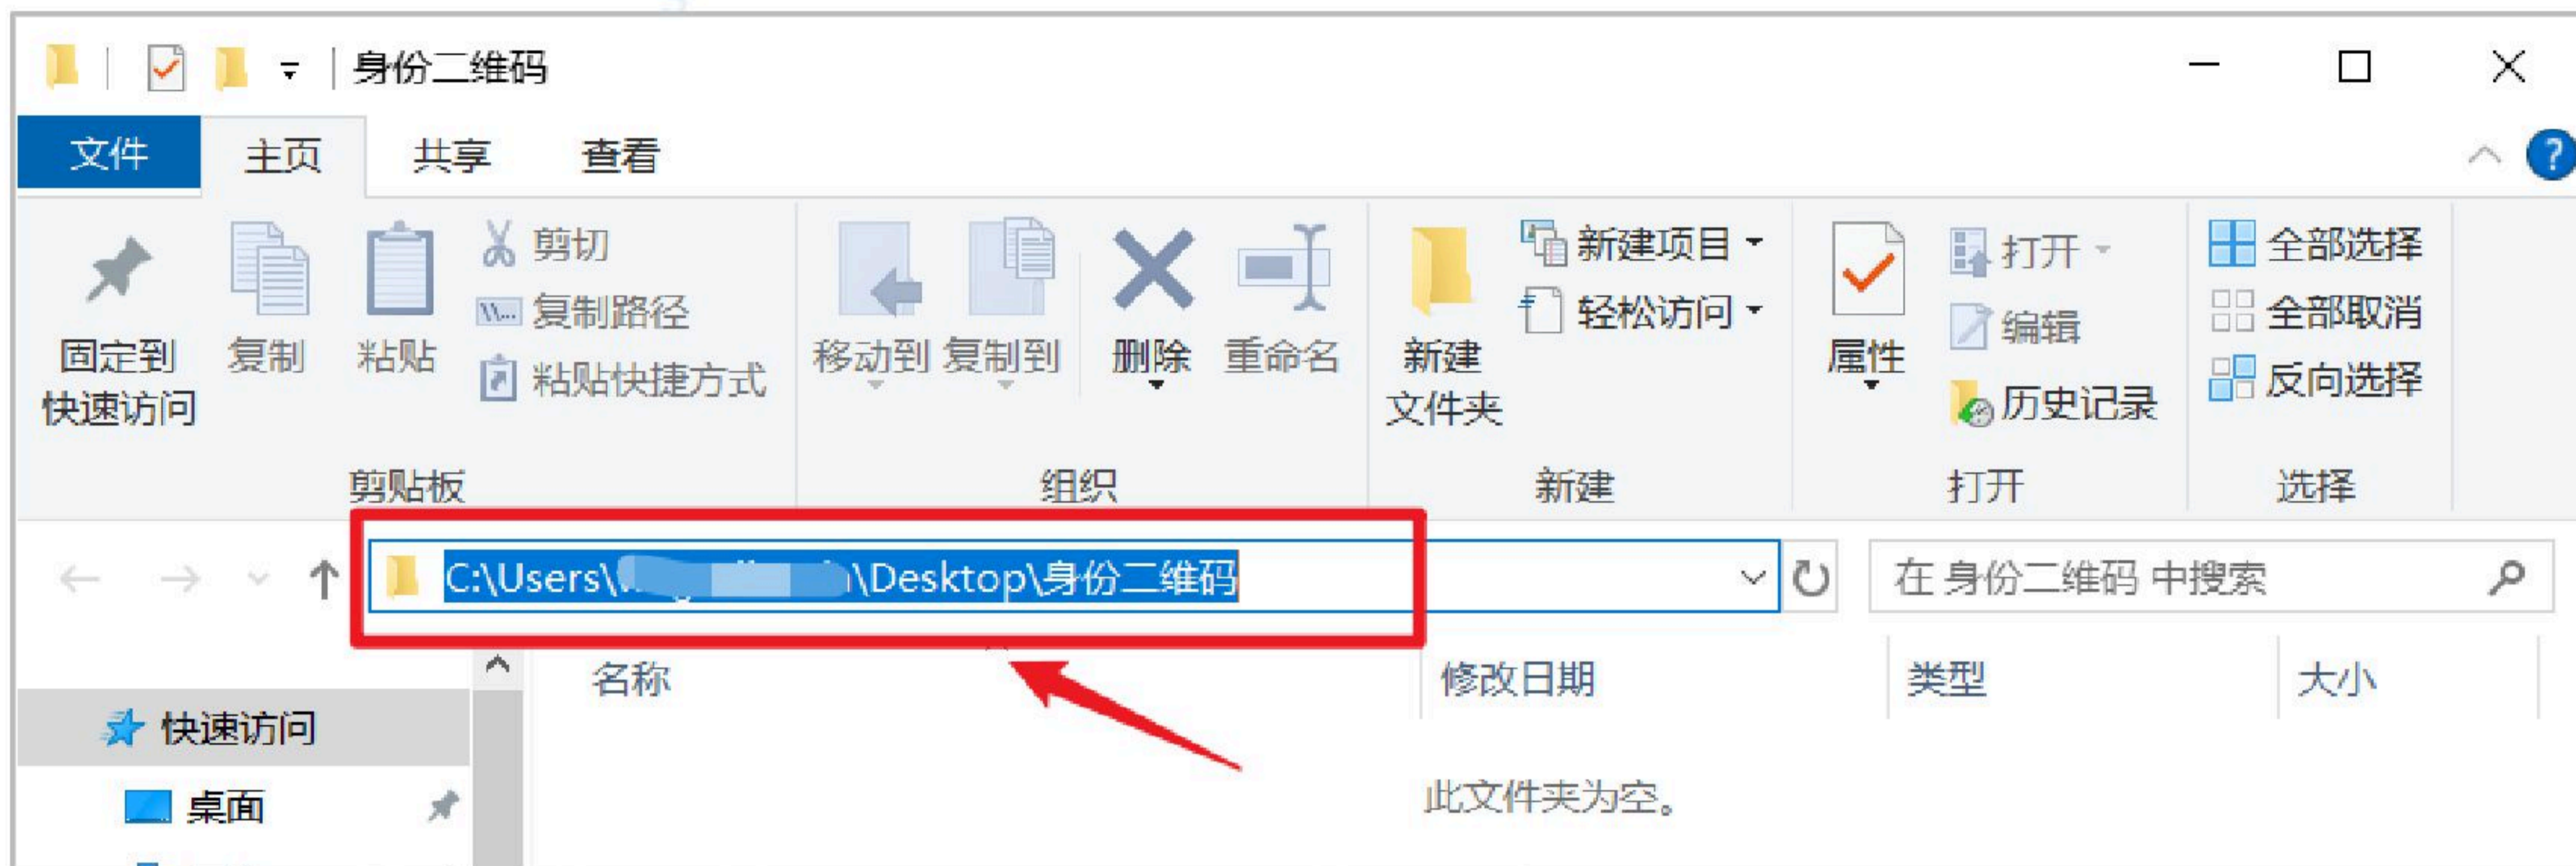 身份二维码
文件 主页 共享 查看
固定到
快速访问
复制
粘贴
剪切
复制路径
粘贴快捷方式
剪贴板
移动到
复制到
删除
重命名
组织
新建
文件夹
新建项目
轻松访问
新建
属性
打开
编辑
历史记录
打开
全部选择
全部取消
反向选择
选择
C:\Users\ \Desktop\身份二维码
在 身份二维码 中搜索
名称 修改日期 类型 大小
快速访问
桌面
此文件夹为空。